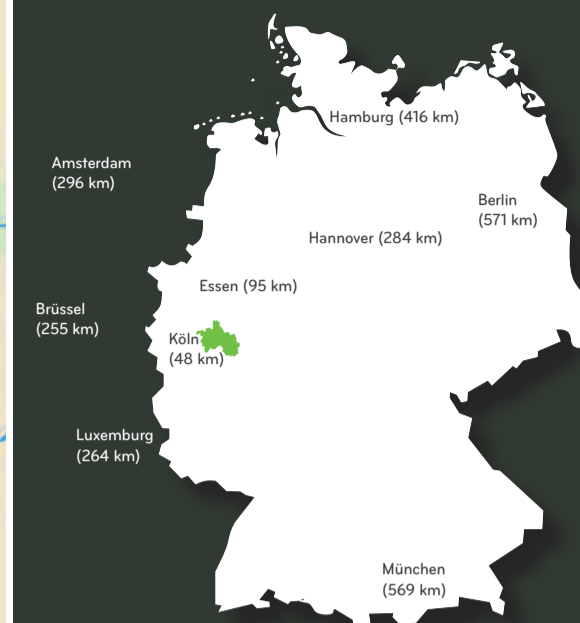 Hamburg (416 km)
Amsterdam
(296 km)
Berlin
(571 km)
Hannover (284 km)
Essen (95 km)
Brüssel
(255 km)
Köln
(48 km)
Luxemburg
(264 km)
München
(569 km)